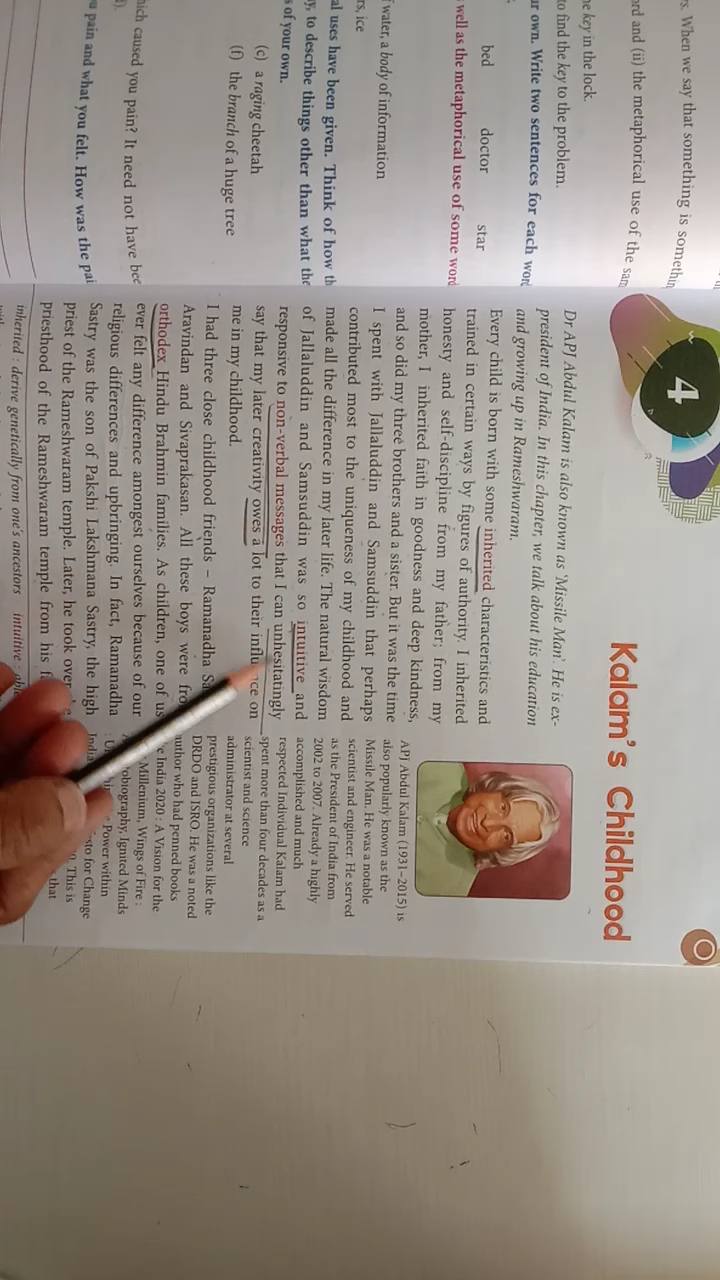 rs. When we say that something is somethin
ord and (ii) the metaphorical use of the sam
he key in the lock.
to find the key to the problem.
ur own. Write two sentences for each word
bed doctor star
well as the metaphorical use of some word
f water, a body of information
rs, ice
al uses have been given. Think of how th
y, to describe things other than what the
s of your own.
(c) a raging cheetah
(f) the branch of a huge tree
hich caused you pain? It need not have bee
u pain and what you felt. How was the pai
4
Kalam's Childhood
Dr APJ Abdul Kalam is also known as 'Missile Man'. He is ex-
president of India. In this chapter, we talk about his education
and growing up in Rameshwaram.
Every child is born with some inherited characteristics and
trained in certain ways by figures of authority. I inherited
honesty and self-discipline from my father; from my
mother, I inherited faith in goodness and deep kindness,
and so did my three brothers and a sister. But it was the time
I spent with Jallaluddin and Samsuddin that perhaps
contributed most to the uniqueness of my childhood and
made all the difference in my later life. The natural wisdom
of Jallaluddin and Samsuddin was so intuitive and
responsive to non-verbal messages that I can unhesitatingly
say that my later creativity owes a lot to their influence on
me in my childhood.
I had three close childhood friends – Ramanadha Sa
Aravindan and Sivaprakasan. All these boys were fro
orthodox Hindu Brahmin families. As children, one of us
ever felt any difference amongst ourselves because of our
religious differences and upbringing. In fact, Ramanadha
Sastry was the son of Pakshi Lakshmana Sastry, the high
priest of the Rameshwaram temple. Later, he took over
priesthood of the Rameshwaram temple from his
inherited : derive genetically from one's ancestors intuitive :
APJ Abdul Kalam (1931–2015) is
also popularly known as the
Missile Man. He was a notable
scientist and engineer. He served
as the President of India from
2002 to 2007. Already a highly
accomplished and much
respected Individual Kalam had
spent more than four decades as a
scientist and science
administrator at several
prestigious organizations like the
DRDO and ISRO. He was a noted
author who had penned books
India 2020 : A Vision for the
Millenium, Wings of Fire :
obiography, Ignited Minds
Power within
India sto for Change
This is
that